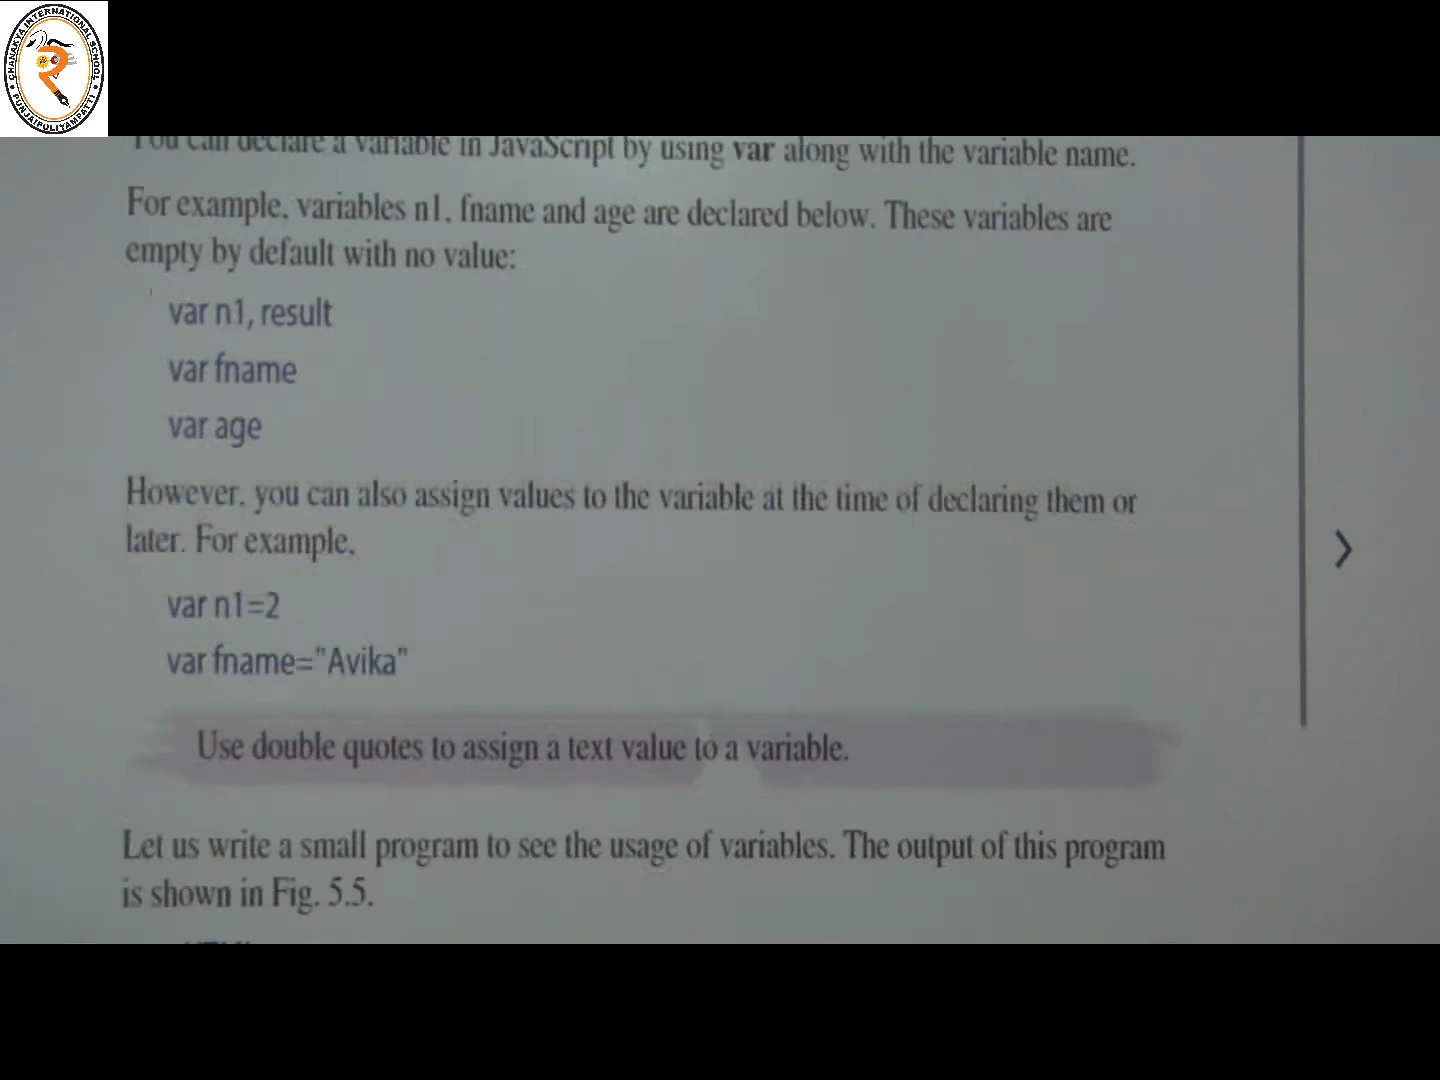 CHANAKYA INTERNATIONAL SCHOOL
PUNJAIPULIYAMPATTI
You can declare a variable in JavaScript by using var along with the variable name.
For example, variables n1, fname and age are declared below. These variables are
empty by default with no value:
var n1, result
var fname
var age
However, you can also assign values to the variable at the time of declaring them or
later. For example,
var n1=2
var fname="Avika"
Use double quotes to assign a text value to a variable.
Let us write a small program to see the usage of variables. The output of this program
is shown in Fig. 5.5.